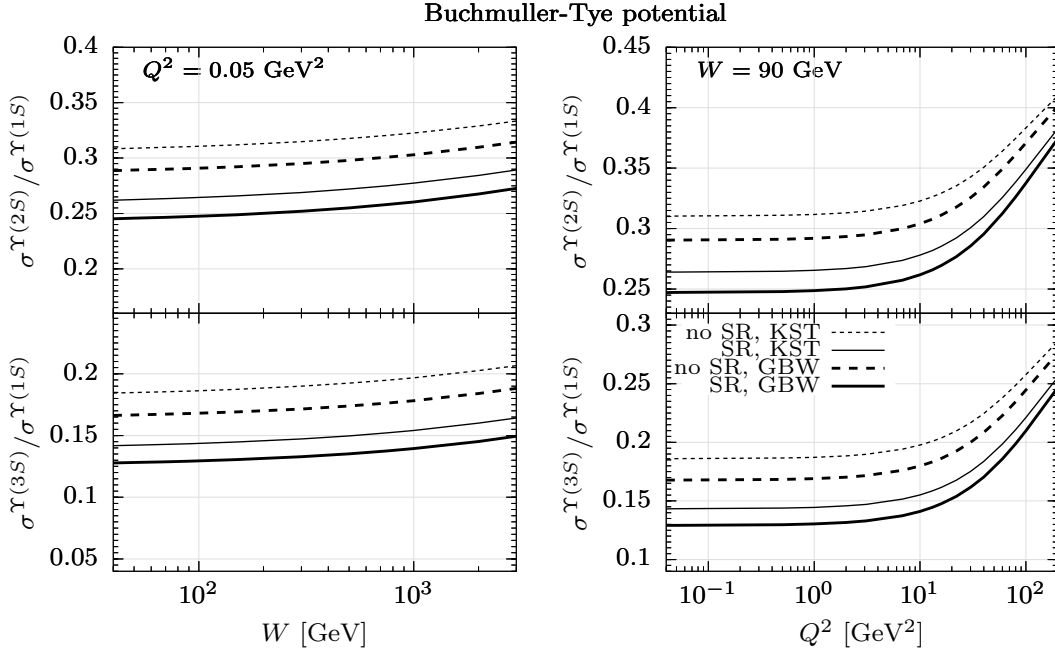 Buchmuller-Tye potential
σ^Υ(2S)/σ^Υ(1S)
0.4
0.35
0.3
0.25
0.2
Q² = 0.05 GeV²
σ^Υ(2S)/σ^Υ(1S)
0.45
0.4
0.35
0.3
0.25
W = 90 GeV
σ^Υ(3S)/σ^Υ(1S)
0.2
0.15
0.1
0.05
10² 10³
W [GeV]
σ^Υ(3S)/σ^Υ(1S)
0.3
0.25
0.2
0.15
0.1
no SR, KST
SR, KST
no SR, GBW
SR, GBW
10⁻¹ 10⁰ 10¹ 10²
Q² [GeV²]